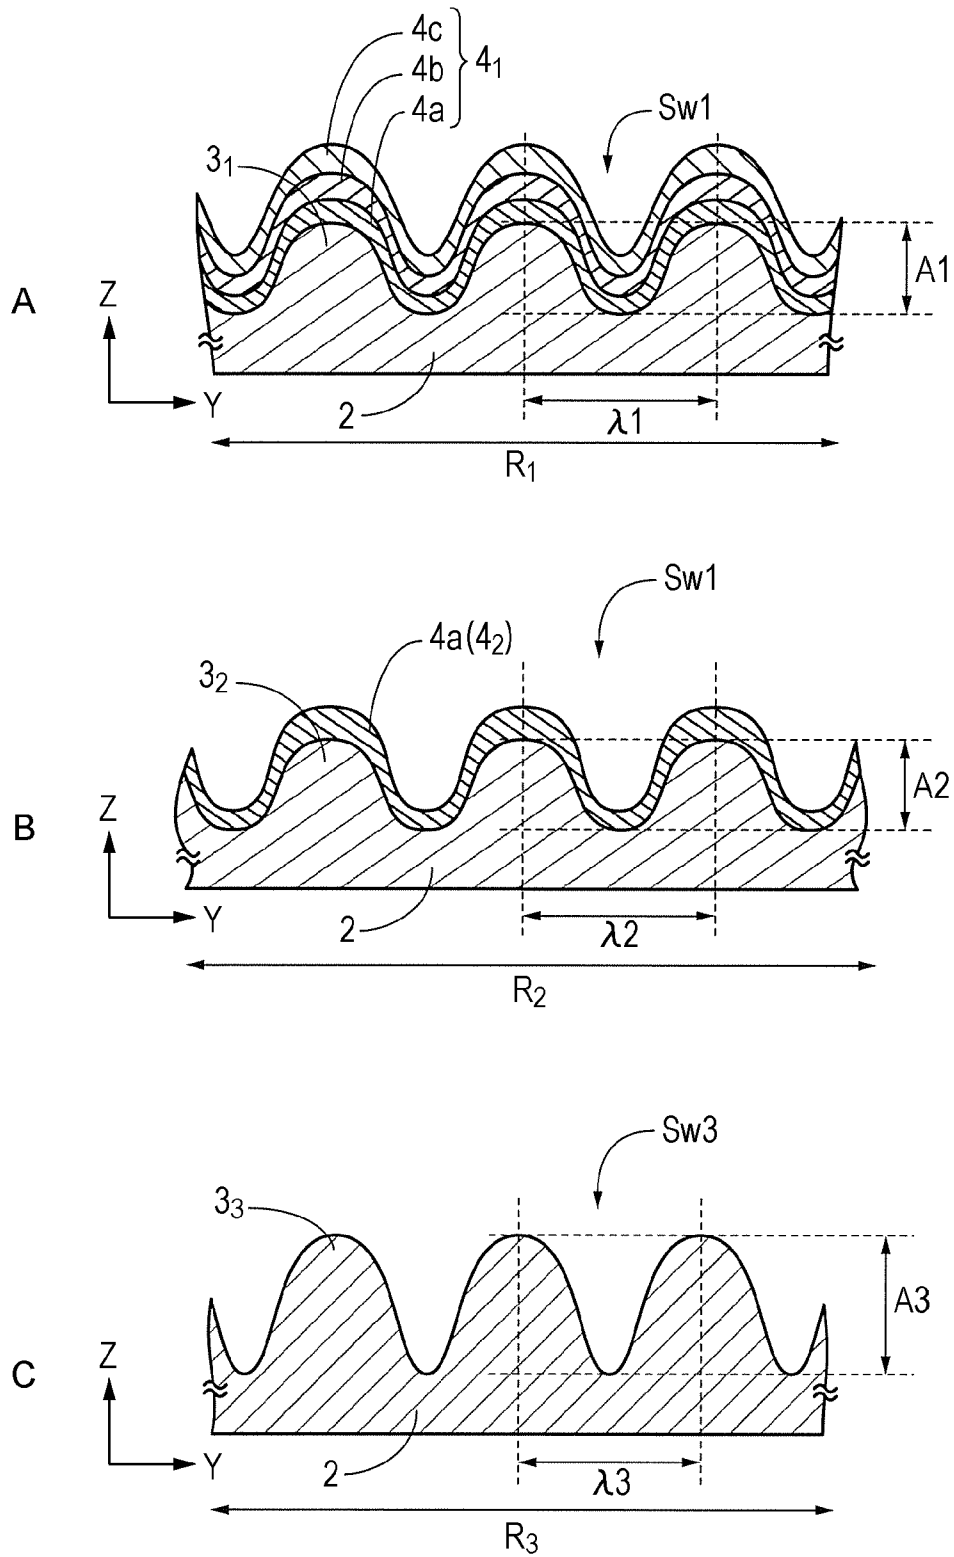 4c
4b
4a
4₁
Sw1
3₁
A
Z
Y
2
A1
λ1
R₁
Sw1
4a(4₂)
3₂
B
Z
Y
2
A2
λ2
R₂
Sw3
3₃
C
Z
Y
2
A3
λ3
R₃